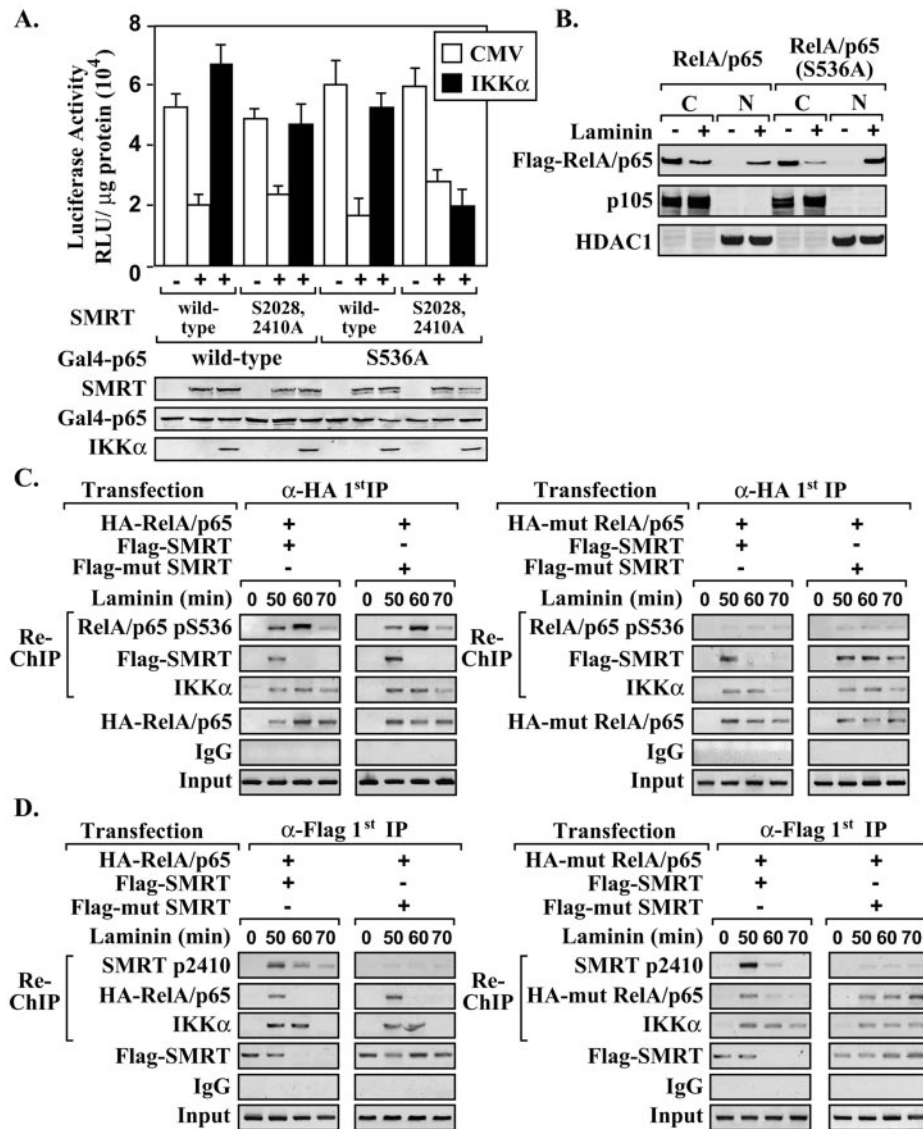 A.
8
6
4
2
0
Luciferase Activity
RLU/ μg protein (10⁴)
CMV
IKKα
- + + - + + - + + - + +
SMRT
wild-type
S2028, 2410A
wild-type
S2028, 2410A
Gal4-p65
wild-type
S536A
SMRT
Gal4-p65
IKKα
B.
RelA/p65
RelA/p65 (S536A)
C N C N
Laminin - + - + - + - +
Flag-RelA/p65
p105
HDAC1
C.
Transfection α-HA 1st IP
HA-RelA/p65 + +
Flag-SMRT + -
Flag-mut SMRT - +
Laminin (min) 0 50 60 70 0 50 60 70
Re-ChIP
RelA/p65 pS536
Flag-SMRT
IKKα
HA-RelA/p65
IgG
Input
Transfection α-HA 1st IP
HA-mut RelA/p65 + +
Flag-SMRT + -
Flag-mut SMRT - +
Laminin (min) 0 50 60 70 0 50 60 70
Re-ChIP
RelA/p65 pS536
Flag-SMRT
IKKα
HA-mut RelA/p65
IgG
Input
D.
Transfection α-Flag 1st IP
HA-RelA/p65 + +
Flag-SMRT + -
Flag-mut SMRT - +
Laminin (min) 0 50 60 70 0 50 60 70
Re-ChIP
SMRT p2410
HA-RelA/p65
IKKα
Flag-SMRT
IgG
Input
Transfection α-Flag 1st IP
HA-mut RelA/p65 + +
Flag-SMRT + -
Flag-mut SMRT - +
Laminin (min) 0 50 60 70 0 50 60 70
Re-ChIP
SMRT p2410
HA-mut RelA/p65
IKKα
Flag-SMRT
IgG
Input